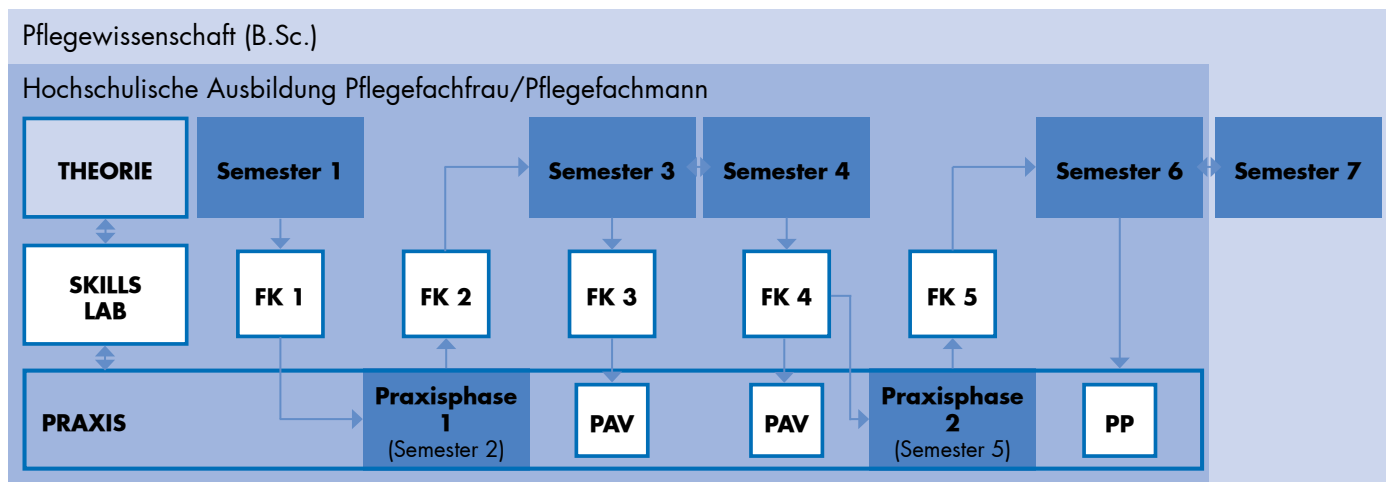 Pflegewissenschaft (B.Sc.)
Hochschulische Ausbildung Pflegefachfrau/Pflegefachmann
THEORIE
Semester 1
Semester 3
Semester 4
Semester 6
Semester 7
SKILLS
LAB
FK 1
FK 2
FK 3
FK 4
FK 5
PRAXIS
Praxisphase
1
(Semester 2)
PAV
PAV
Praxisphase
2
(Semester 5)
PP